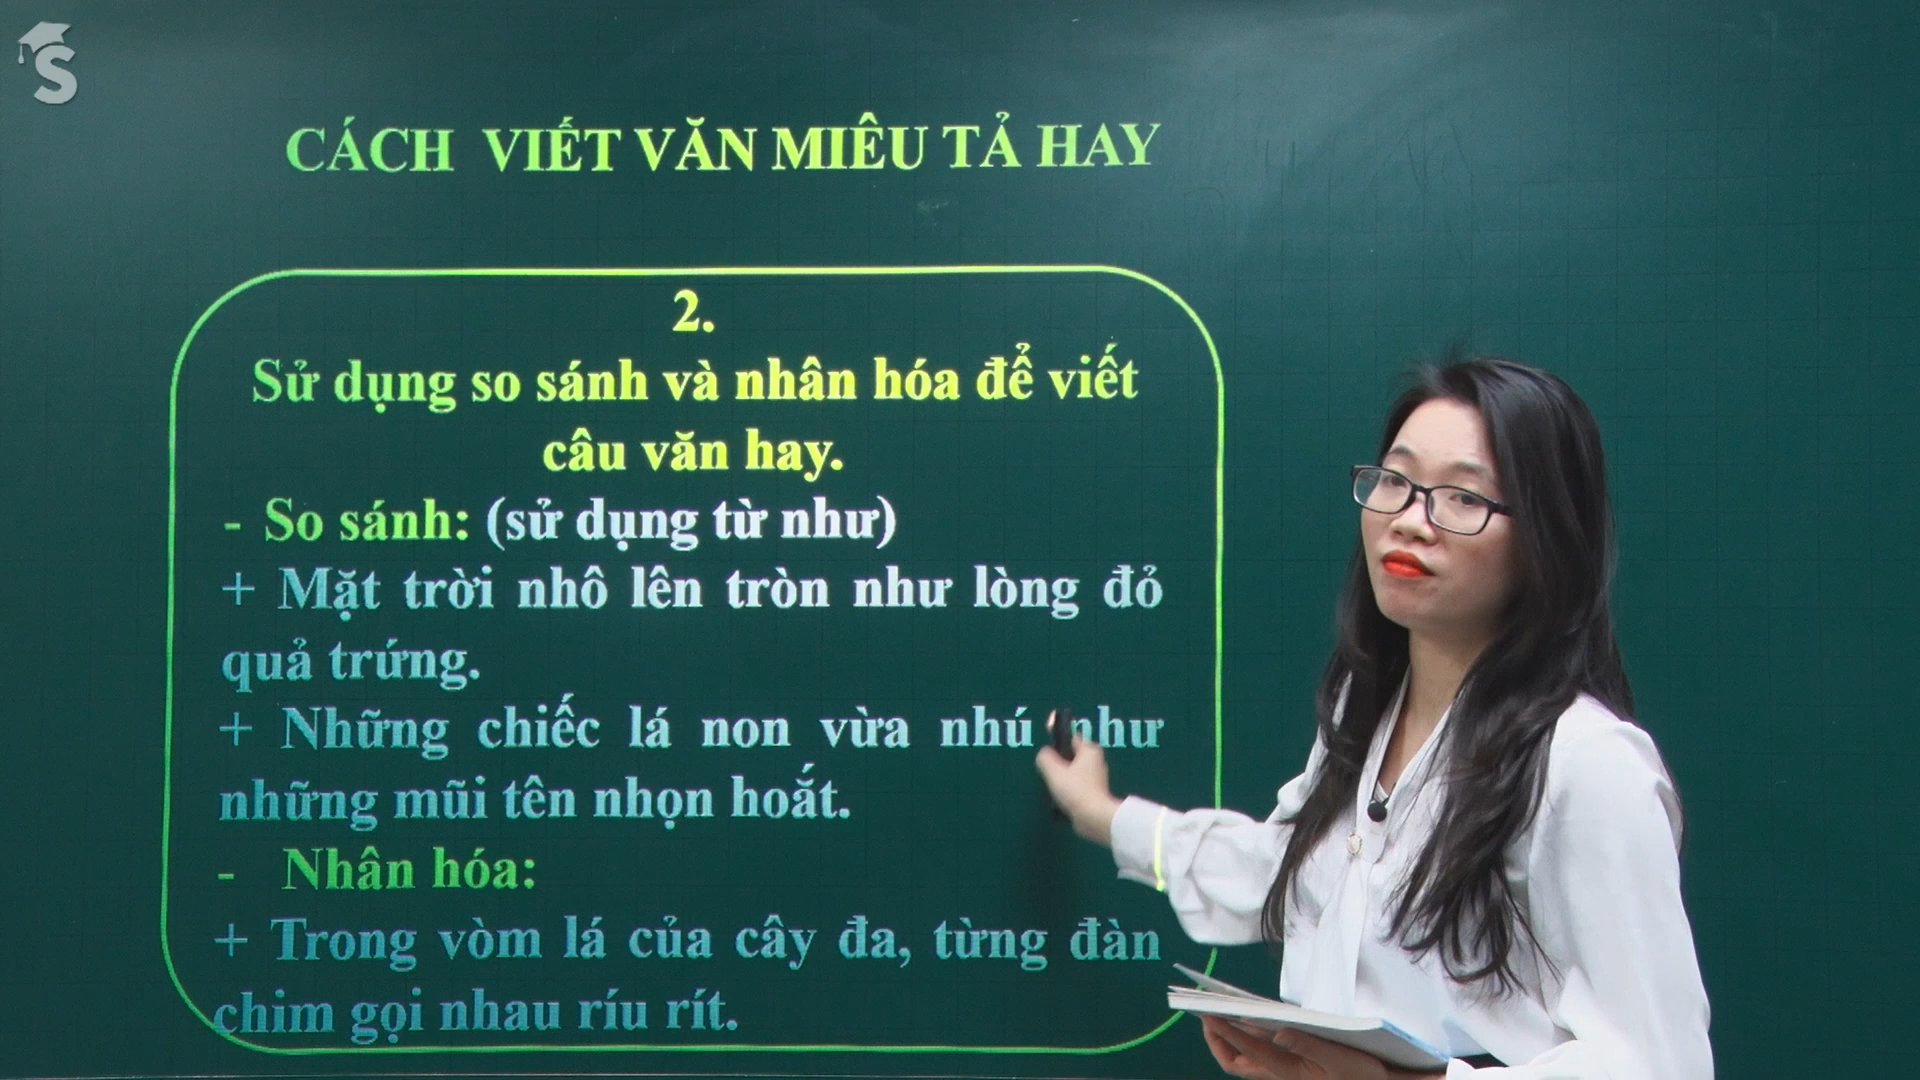 S
CÁCH VIẾT VĂN MIÊU TẢ HAY
2.
Sử dụng so sánh và nhân hóa để viết
câu văn hay.
- So sánh: (sử dụng từ như)
+ Mặt trời nhô lên tròn như lòng đỏ
quả trứng.
+ Những chiếc lá non vừa nhú như
những mũi tên nhọn hoắt.
- Nhân hóa:
+ Trong vòm lá của cây đa, từng đàn
chim gọi nhau ríu rít.